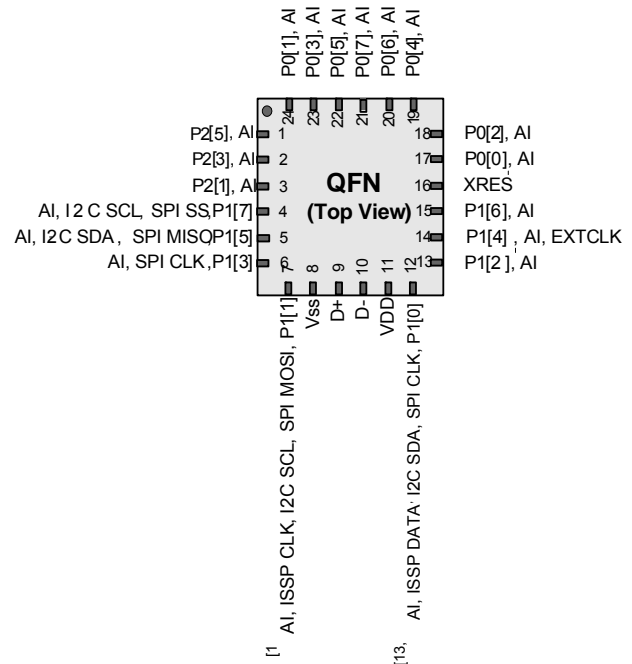 P0[1], AI
P0[3], AI
P0[5], AI
P0[7], AI
P0[6], AI
P0[4], AI
24
23
22
21
20
19
P2[5], AI
1
18
P0[2], AI
P2[3], AI
2
17
P0[0], AI
P2[1], AI
3
QFN
16
XRES
AI, I2 C SCL, SPI SS,P1[7]
4
(Top View)
15
P1[6], AI
AI, I2C SDA , SPI MISO,P1[5]
5
14
P1[4] , AI, EXTCLK
AI, SPI CLK,P1[3]
6
13
P1[2] , AI
7
8
9
10
11
12
AI, ISSP CLK, I2C SCL, SPI MOSI, P1[1]
Vss
D+
D-
VDD
AI, ISSP DATA, I2C SDA, SPI CLK, P1[0]
[1
[13,